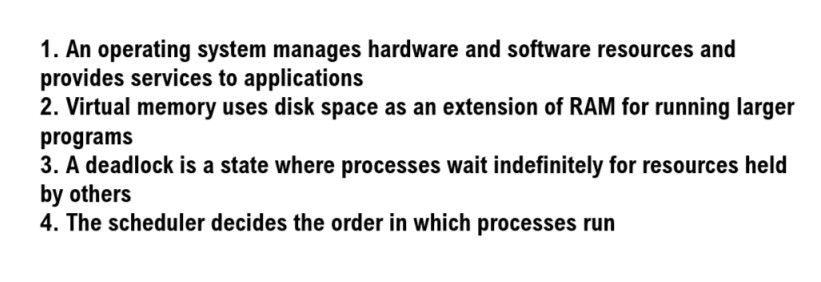 1. An operating system manages hardware and software resources and
provides services to applications
2. Virtual memory uses disk space as an extension of RAM for running larger
programs
3. A deadlock is a state where processes wait indefinitely for resources held
by others
4. The scheduler decides the order in which processes run